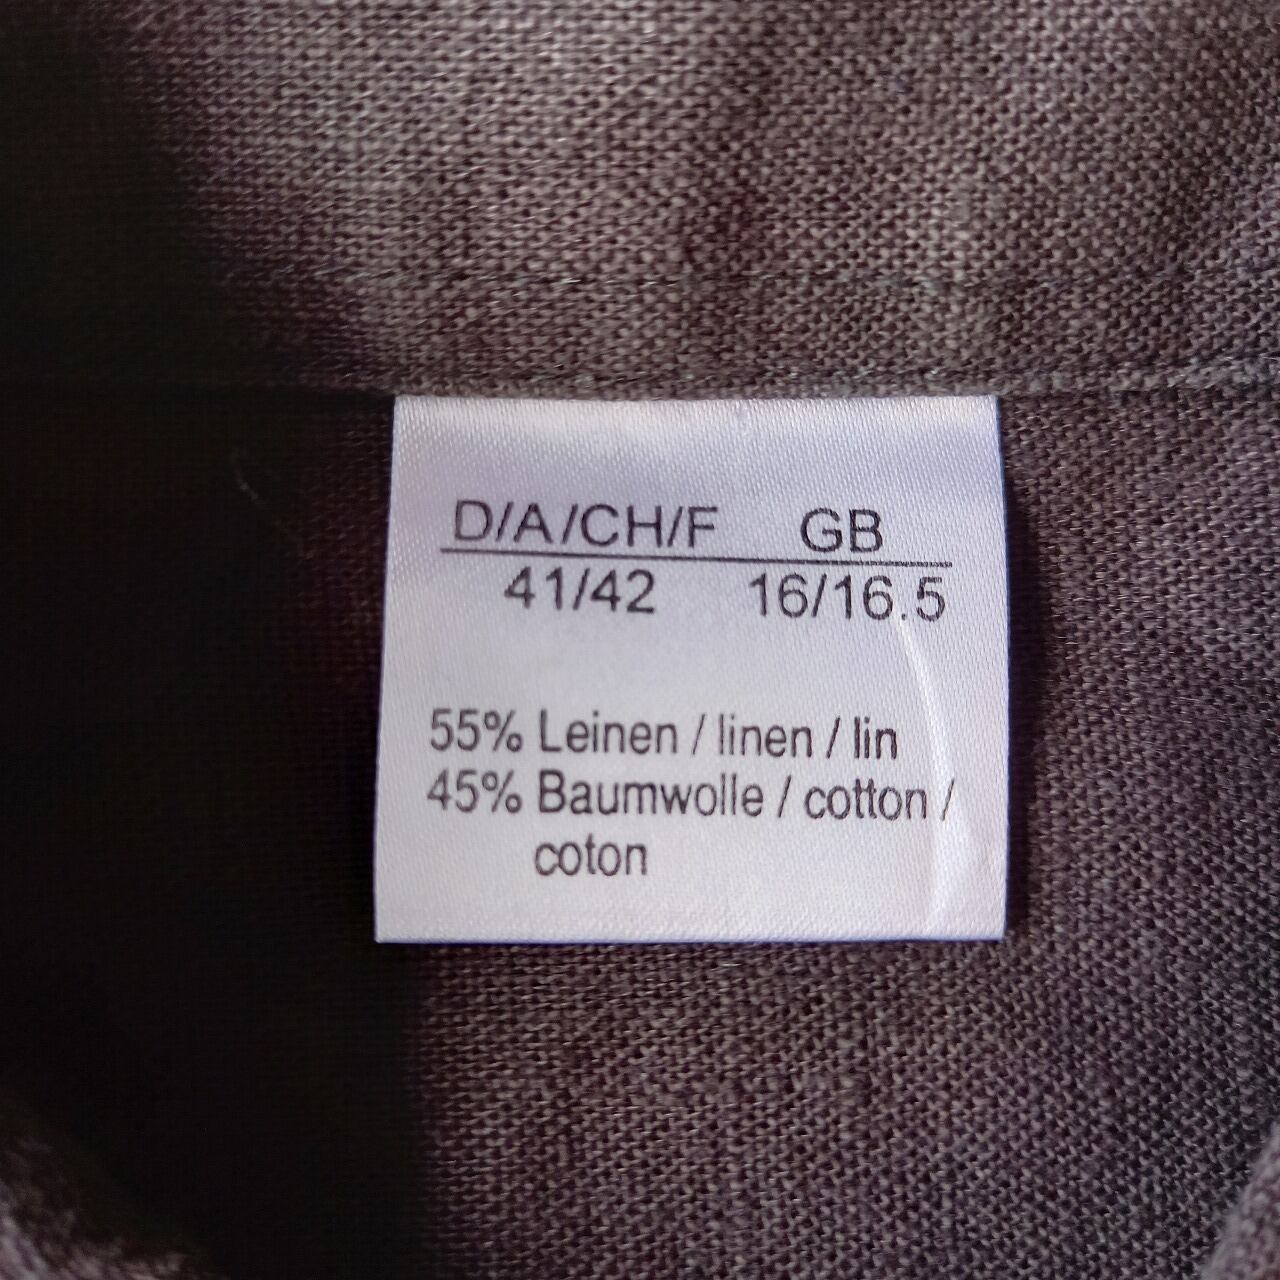 D/A/CH/F GB
41/42 16/16.5
55% Leinen / linen / lin
45% Baumwolle / cotton /
coton